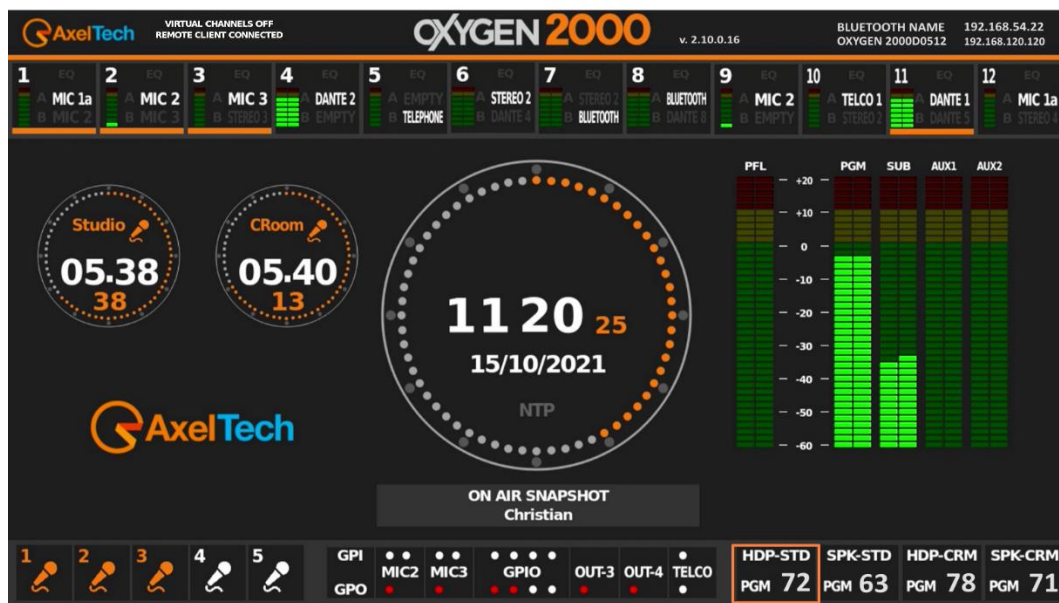 AxelTech
VIRTUAL CHANNELS OFF
REMOTE CLIENT CONNECTED
OXYGEN 2000
v. 2.10.0.16
BLUETOOTH NAME
OXYGEN 2000D0512
192.168.54.22
192.168.120.120
1 EQ
A MIC 1a
B MIC 2
2 EQ
A MIC 2
B MIC 3
3 EQ
A MIC 3
B STEREO 3
4 EQ
A DANTE 2
B EMPTY
5 EQ
A EMPTY
B TELEPHONE
6 EQ
A STEREO 2
B DANTE 4
7 EQ
A STEREO 2
B BLUETOOTH
8 EQ
A BLUETOOTH
B DANTE 8
9 EQ
A MIC 2
B EMPTY
10 EQ
A TELCO 1
B STEREO 2
11 EQ
A DANTE 1
B DANTE 5
12 EQ
A MIC 1a
B STEREO 4
Studio
05.38
38
CRoom
05.40
13
11 20 25
15/10/2021
NTP
AxelTech
ON AIR SNAPSHOT
Christian
PFL PGM SUB AUX1 AUX2
+20
+10
0
-10
-20
-30
-40
-50
-60
1 2 3 4 5
GPI
MIC2 MIC3 GPIO OUT-3 OUT-4 TELCO
GPO
HDP-STD
PGM 72
SPK-STD
PGM 63
HDP-CRM
PGM 78
SPK-CRM
PGM 71